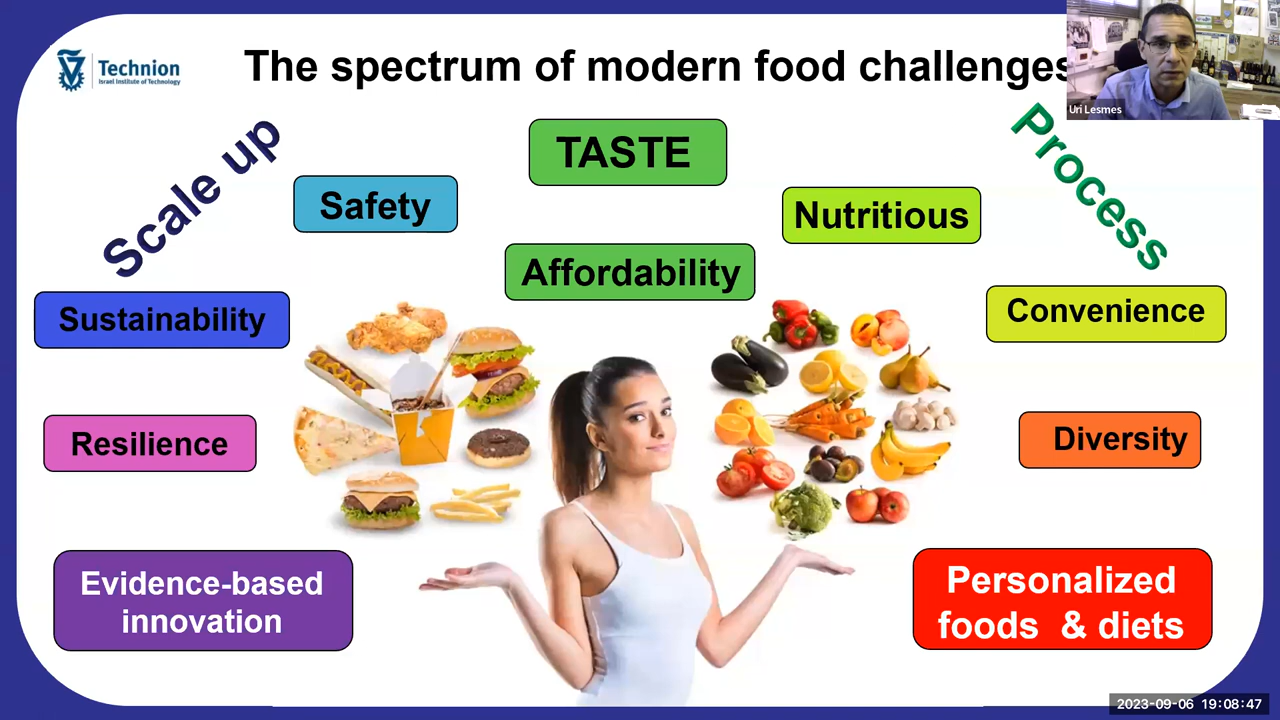 Technion
Israel Institute of Technology
The spectrum of modern food challenges
Uri Lesmes
Scale up
Process
TASTE
Safety
Nutritious
Affordability
Sustainability
Convenience
Resilience
Diversity
Evidence-based
innovation
Personalized
foods & diets
2023-09-06 19:08:47